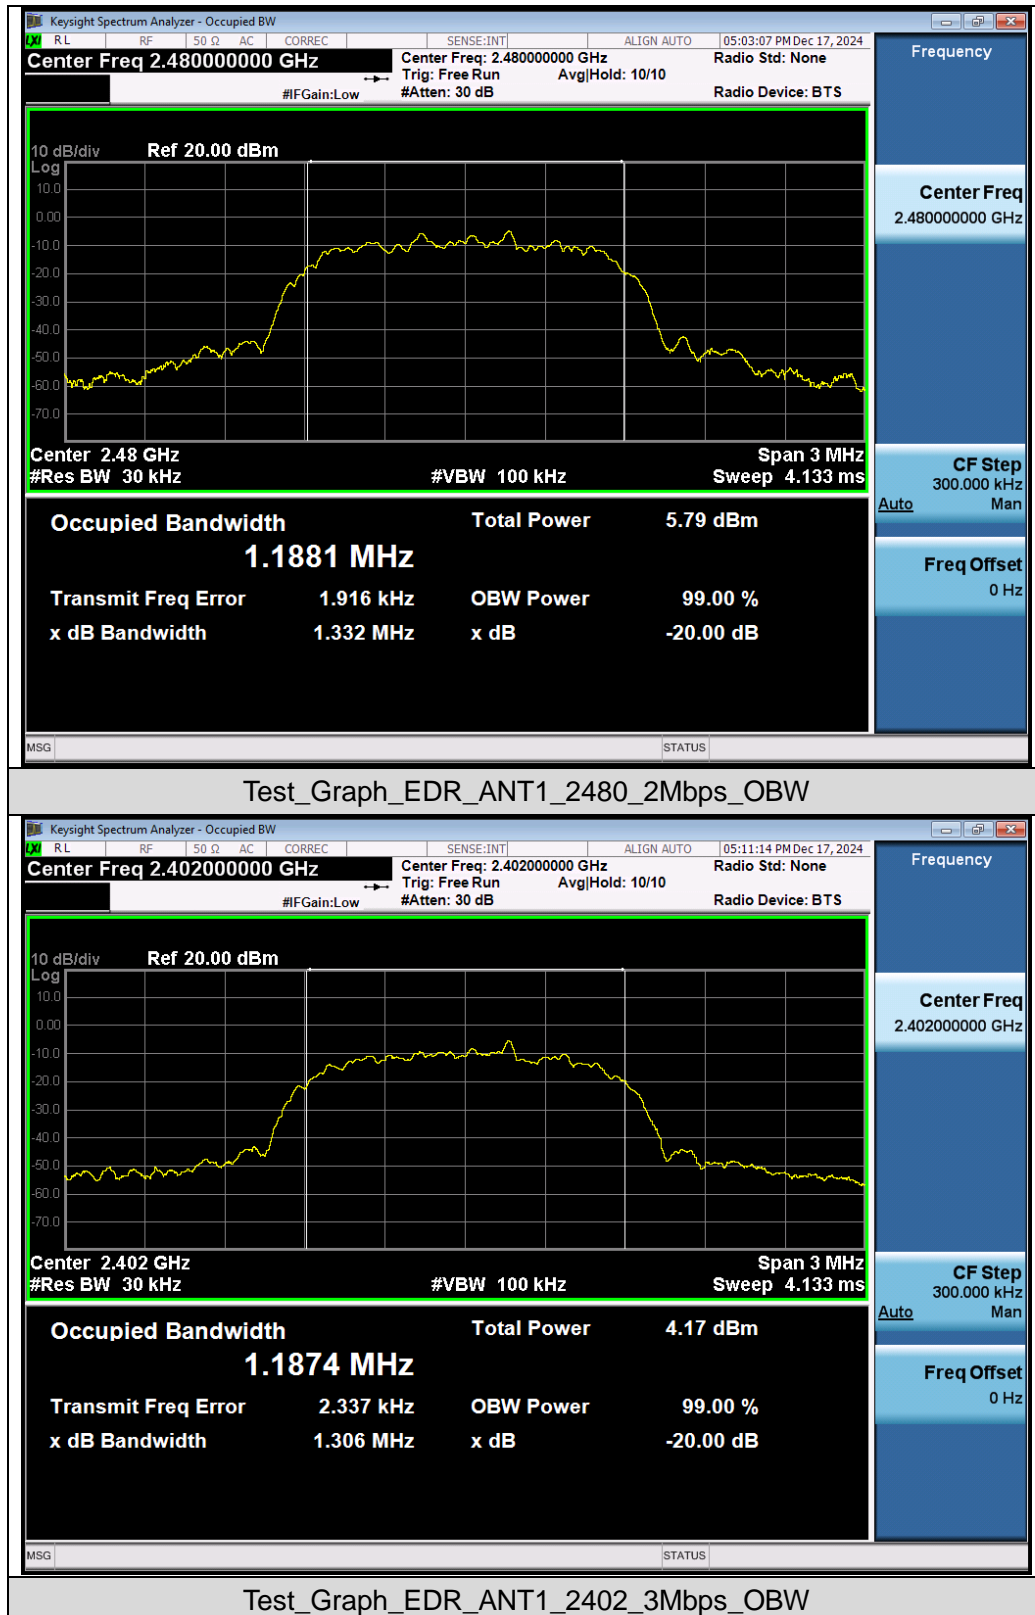 Keysight Spectrum Analyzer - Occupied BW
LXI RL RF 50 Ω AC CORREC SENSE:INT ALIGN AUTO 05:03:07 PM Dec 17, 2024
Center Freq 2.480000000 GHz Center Freq: 2.480000000 GHz Radio Std: None
Trig: Free Run Avg|Hold: 10/10
#IFGain:Low #Atten: 30 dB Radio Device: BTS
Frequency
10 dB/div Ref 20.00 dBm
Log
10.0
0.00
-10.0
-20.0
-30.0
-40.0
-50.0
-60.0
-70.0
Center 2.48 GHz Span 3 MHz
#Res BW 30 kHz #VBW 100 kHz Sweep 4.133 ms
Center Freq
2.480000000 GHz
CF Step
300.000 kHz
Auto Man
Freq Offset
0 Hz
Occupied Bandwidth Total Power 5.79 dBm
1.1881 MHz
Transmit Freq Error 1.916 kHz OBW Power 99.00 %
x dB Bandwidth 1.332 MHz x dB -20.00 dB
MSG STATUS
Test_Graph_EDR_ANT1_2480_2Mbps_OBW
Keysight Spectrum Analyzer - Occupied BW
LXI RL RF 50 Ω AC CORREC SENSE:INT ALIGN AUTO 05:11:14 PM Dec 17, 2024
Center Freq 2.402000000 GHz Center Freq: 2.402000000 GHz Radio Std: None
Trig: Free Run Avg|Hold: 10/10
#IFGain:Low #Atten: 30 dB Radio Device: BTS
Frequency
10 dB/div Ref 20.00 dBm
Log
10.0
0.00
-10.0
-20.0
-30.0
-40.0
-50.0
-60.0
-70.0
Center 2.402 GHz Span 3 MHz
#Res BW 30 kHz #VBW 100 kHz Sweep 4.133 ms
Center Freq
2.402000000 GHz
CF Step
300.000 kHz
Auto Man
Freq Offset
0 Hz
Occupied Bandwidth Total Power 4.17 dBm
1.1874 MHz
Transmit Freq Error 2.337 kHz OBW Power 99.00 %
x dB Bandwidth 1.306 MHz x dB -20.00 dB
MSG STATUS
Test_Graph_EDR_ANT1_2402_3Mbps_OBW